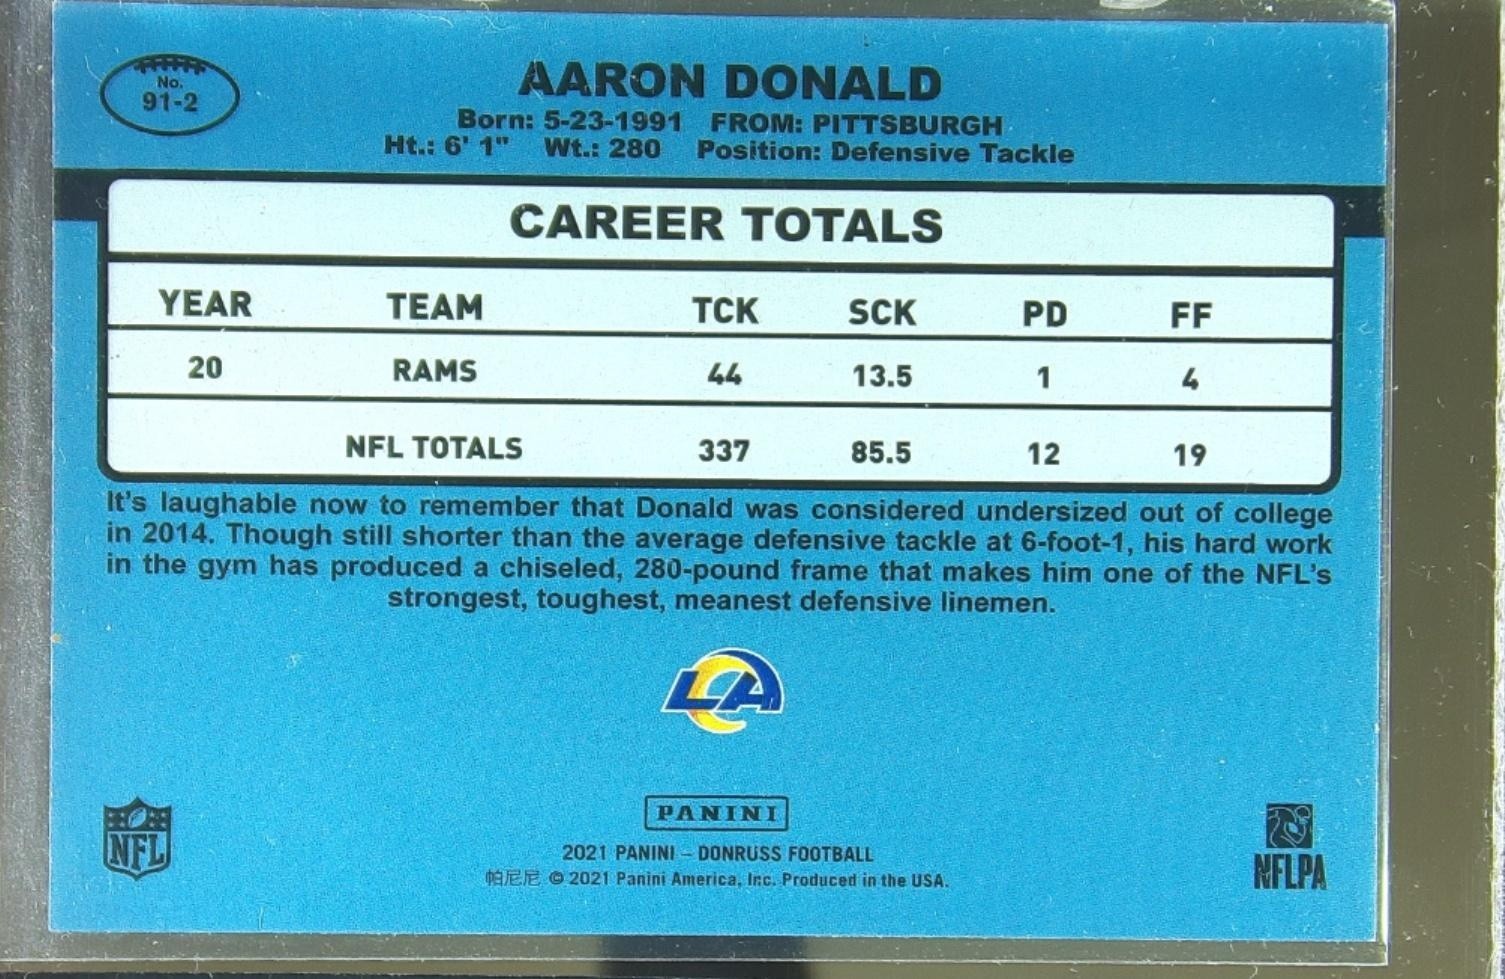 No.
91-2
AARON DONALD
Born: 5-23-1991 FROM: PITTSBURGH
Ht.: 6' 1" Wt.: 280 Position: Defensive Tackle
CAREER TOTALS
YEAR TEAM TCK SCK PD FF
20 RAMS 44 13.5 1 4
NFL TOTALS 337 85.5 12 19
It's laughable now to remember that Donald was considered undersized out of college
in 2014. Though still shorter than the average defensive tackle at 6-foot-1, his hard work
in the gym has produced a chiseled, 280-pound frame that makes him one of the NFL's
strongest, toughest, meanest defensive linemen.
LA
NFL
PANINI
2021 PANINI – DONRUSS FOOTBALL
帕尼尼 © 2021 Panini America, Inc. Produced in the USA.
NFLPA